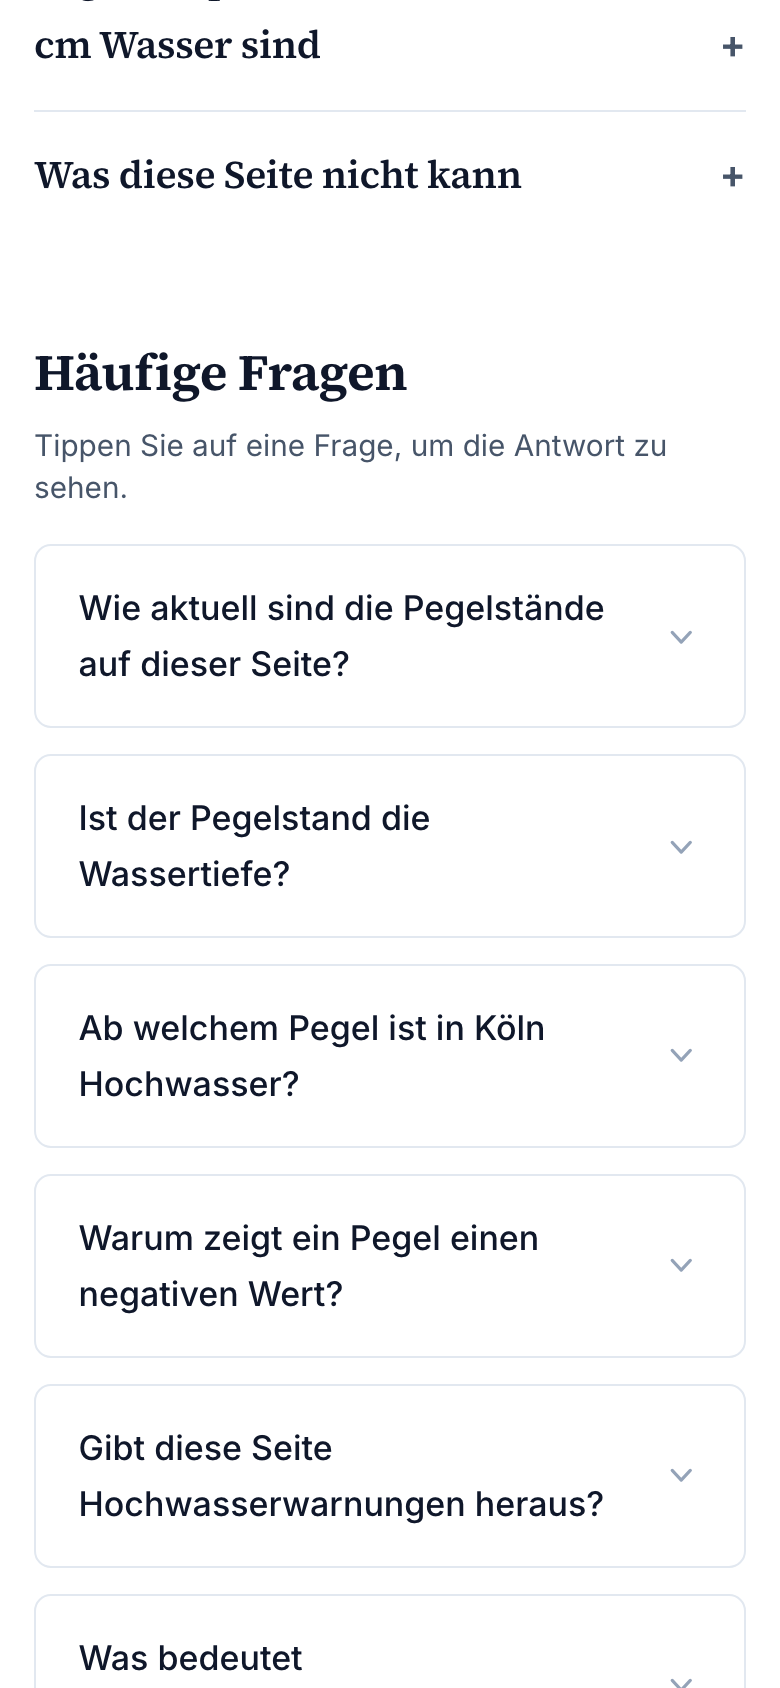 cm Wasser sind +
Was diese Seite nicht kann +
Häufige Fragen
Tippen Sie auf eine Frage, um die Antwort zu
sehen.
Wie aktuell sind die Pegelstände
auf dieser Seite?
Ist der Pegelstand die
Wassertiefe?
Ab welchem Pegel ist in Köln
Hochwasser?
Warum zeigt ein Pegel einen
negativen Wert?
Gibt diese Seite
Hochwasserwarnungen heraus?
Was bedeutet